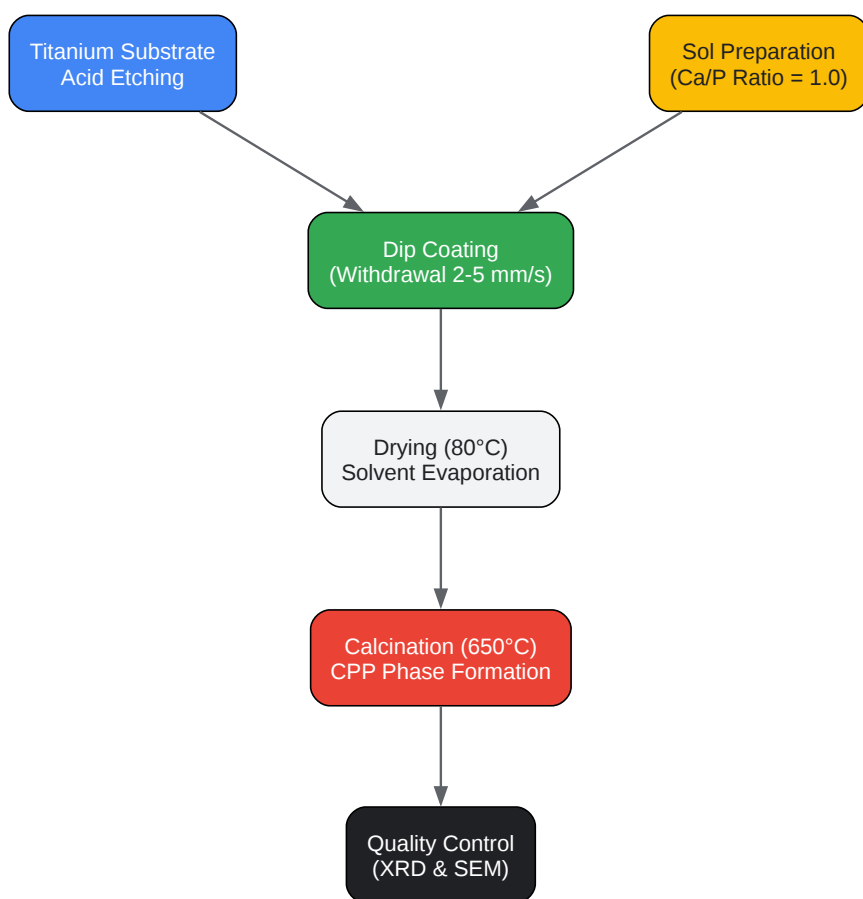 Titanium Substrate
Acid Etching
Sol Preparation
(Ca/P Ratio = 1.0)
Dip Coating
(Withdrawal 2-5 mm/s)
Drying (80°C)
Solvent Evaporation
Calcination (650°C)
CPP Phase Formation
Quality Control
(XRD & SEM)